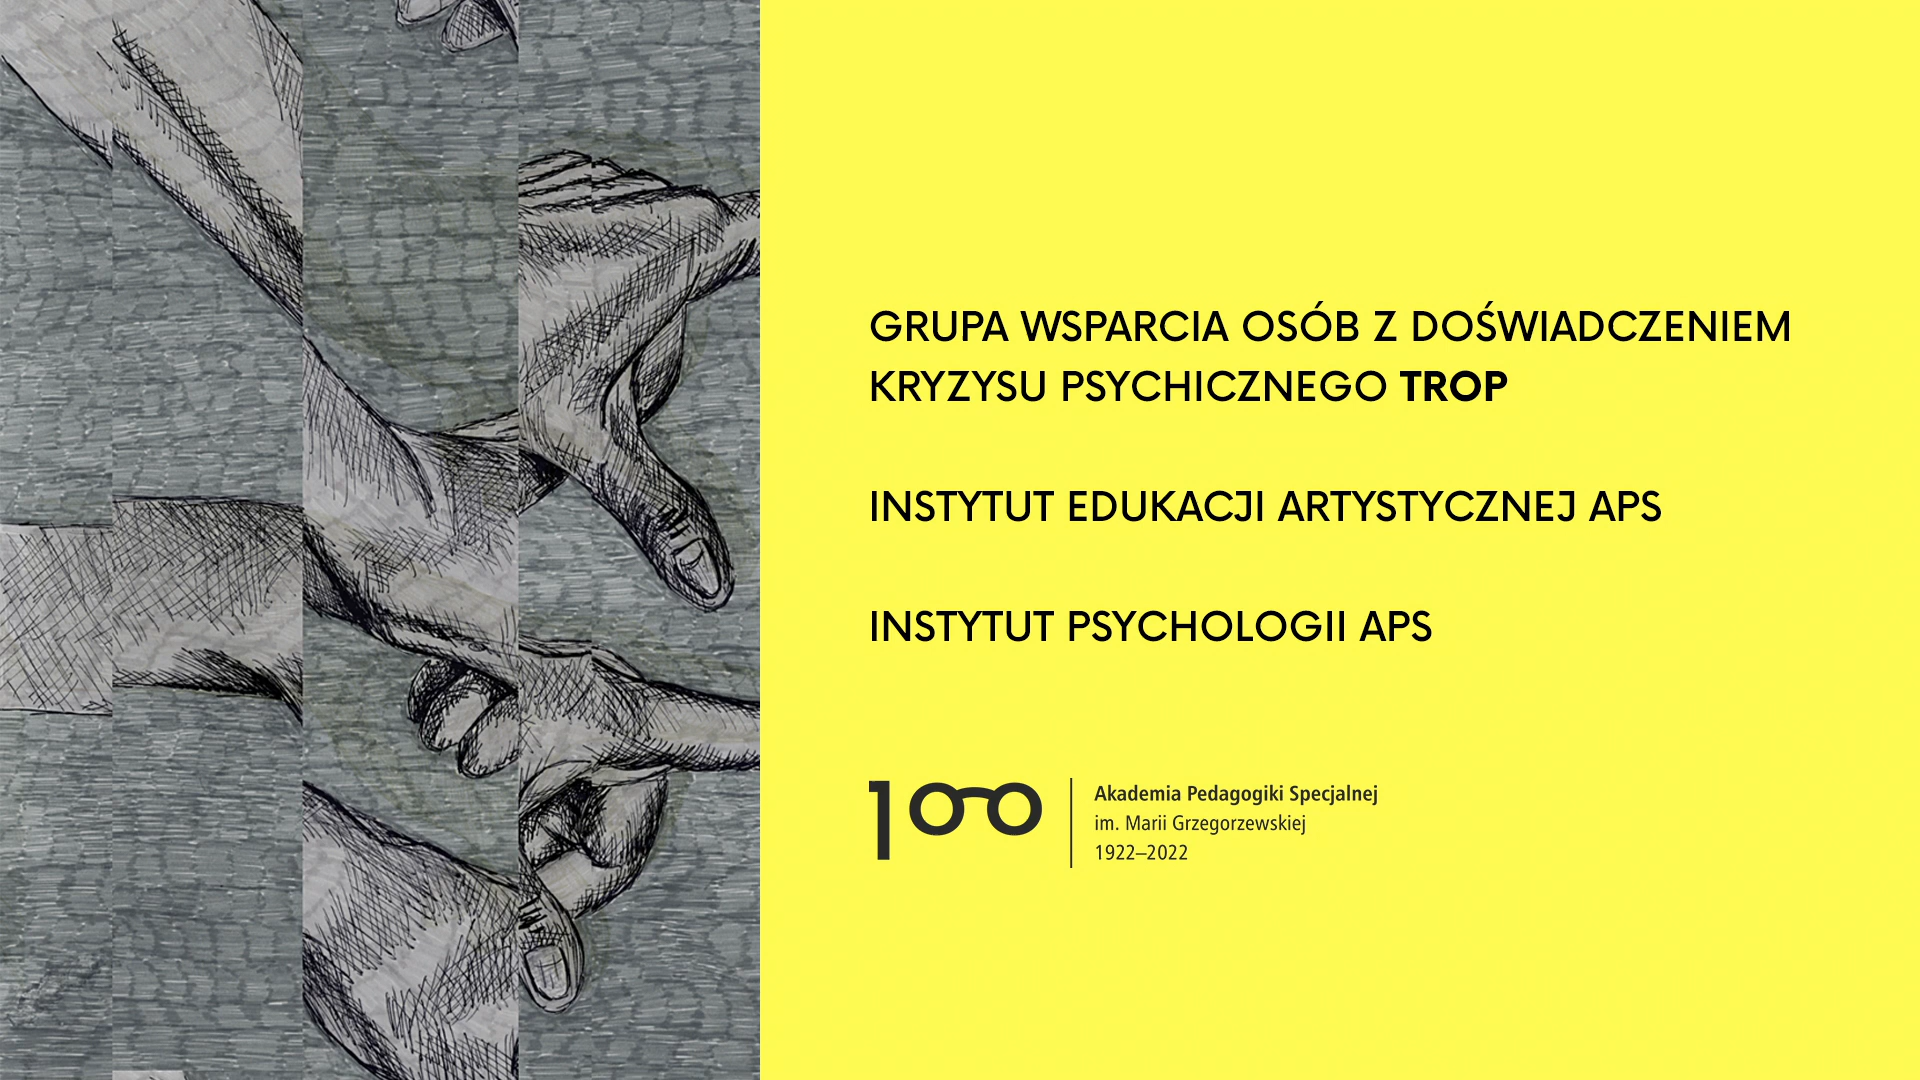 GRUPA WSPARCIA OSÓB Z DOŚWIADCZENIEM
KRYZYSU PSYCHICZNEGO TROP
INSTYTUT EDUKACJI ARTYSTYCZNEJ APS
INSTYTUT PSYCHOLOGII APS
100
Akademia Pedagogiki Specjalnej
im. Marii Grzegorzewskiej
1922–2022